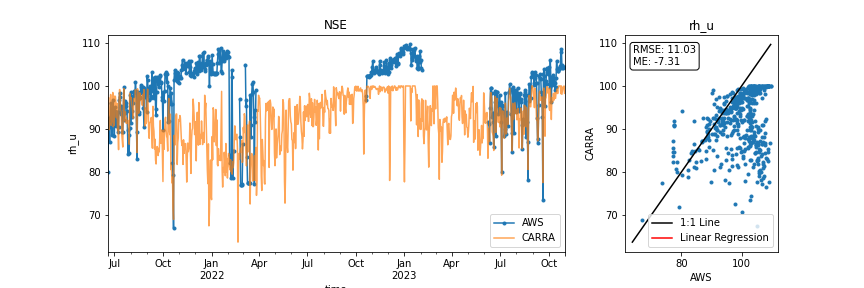 NSE
rh_u
110
100
90
80
70
rh_u
Jul
Oct
Jan
2022
Apr
Jul
Oct
Jan
2023
Apr
Jul
Oct
time
AWS
CARRA
RMSE: 11.03
ME: -7.31
110
100
90
80
70
CARRA
80
100
AWS
1:1 Line
Linear Regression